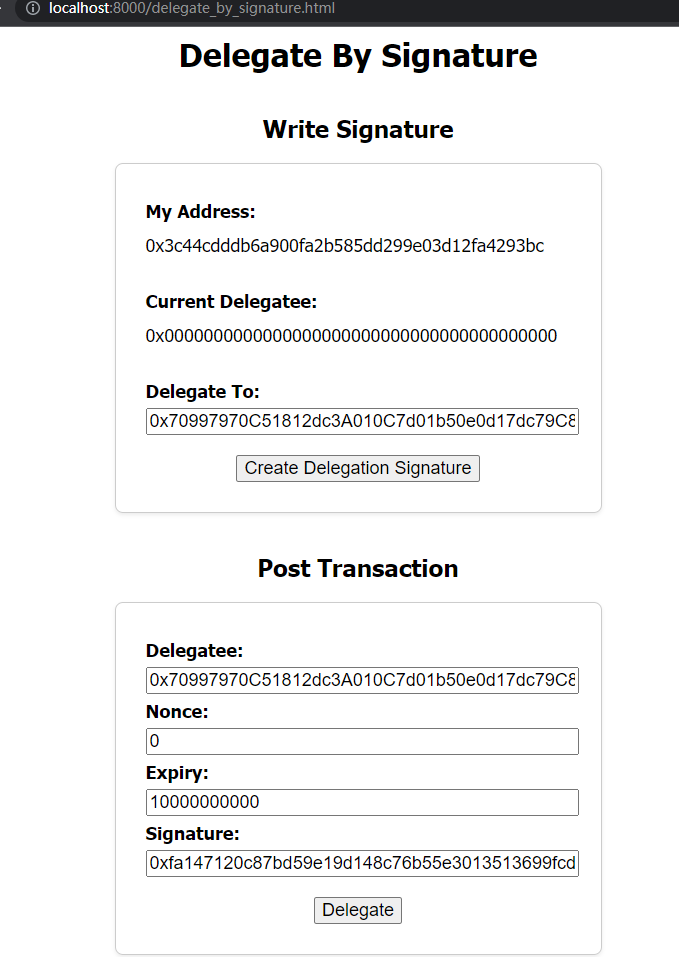 localhost:8000/delegate_by_signature.html
Delegate By Signature
Write Signature
My Address:
0x3c44cdddb6a900fa2b585dd299e03d12fa4293bc
Current Delegatee:
0x0000000000000000000000000000000000000000
Delegate To:
0x70997970C51812dc3A010C7d01b50e0d17dc79C8
Create Delegation Signature
Post Transaction
Delegatee:
0x70997970C51812dc3A010C7d01b50e0d17dc79C8
Nonce:
0
Expiry:
10000000000
Signature:
0xfa147120c87bd59e19d148c76b55e3013513699fcd
Delegate